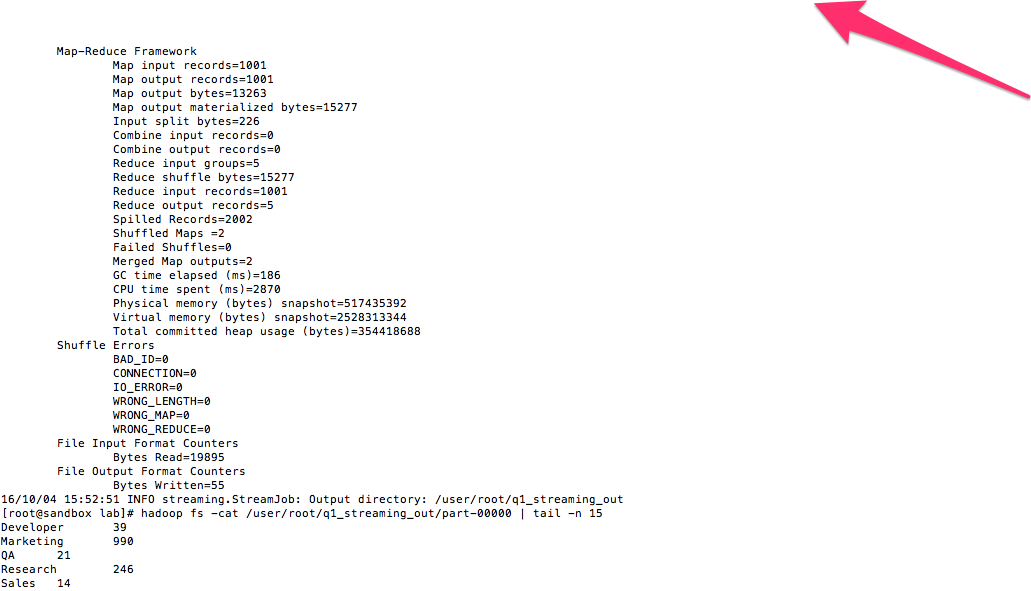 Map-Reduce Framework
Map input records=1001
Map output records=1001
Map output bytes=13263
Map output materialized bytes=15277
Input split bytes=226
Combine input records=0
Combine output records=0
Reduce input groups=5
Reduce shuffle bytes=15277
Reduce input records=1001
Reduce output records=5
Spilled Records=2002
Shuffled Maps =2
Failed Shuffles=0
Merged Map outputs=2
GC time elapsed (ms)=186
CPU time spent (ms)=2870
Physical memory (bytes) snapshot=517435392
Virtual memory (bytes) snapshot=2528313344
Total committed heap usage (bytes)=354418688
Shuffle Errors
BAD_ID=0
CONNECTION=0
IO_ERROR=0
WRONG_LENGTH=0
WRONG_MAP=0
WRONG_REDUCE=0
File Input Format Counters
Bytes Read=19895
File Output Format Counters
Bytes Written=55
16/10/04 15:52:51 INFO streaming.StreamJob: Output directory: /user/root/q1_streaming_out
[root@sandbox lab]# hadoop fs -cat /user/root/q1_streaming_out/part-00000 | tail -n 15
Developer 39
Marketing 990
QA 21
Research 246
Sales 14